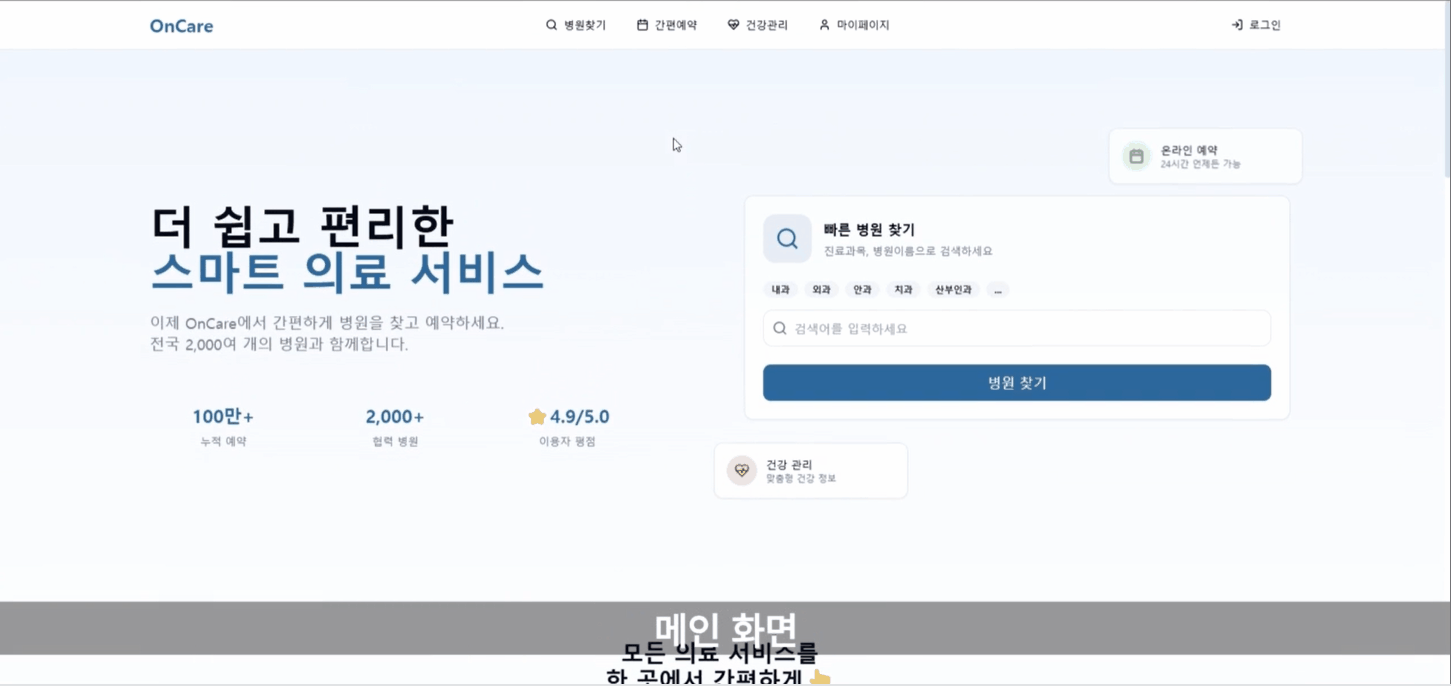 OnCare
병원찾기
간편예약
건강관리
마이페이지
로그인
온라인 예약
24시간 언제든 가능
더 쉽고 편리한
스마트 의료 서비스
이제 OnCare에서 간편하게 병원을 찾고 예약하세요.
전국 2,000여 개의 병원과 함께합니다.
100만+
누적 예약
2,000+
협력 병원
4.9/5.0
이용자 평점
빠른 병원 찾기
진료과목, 병원이름으로 검색하세요
내과 외과 안과 치과 산부인과 ...
검색어를 입력하세요
병원 찾기
건강 관리
맞춤형 건강 정보
메인 화면
모든 의료 서비스를
한 곳에서 간편하게